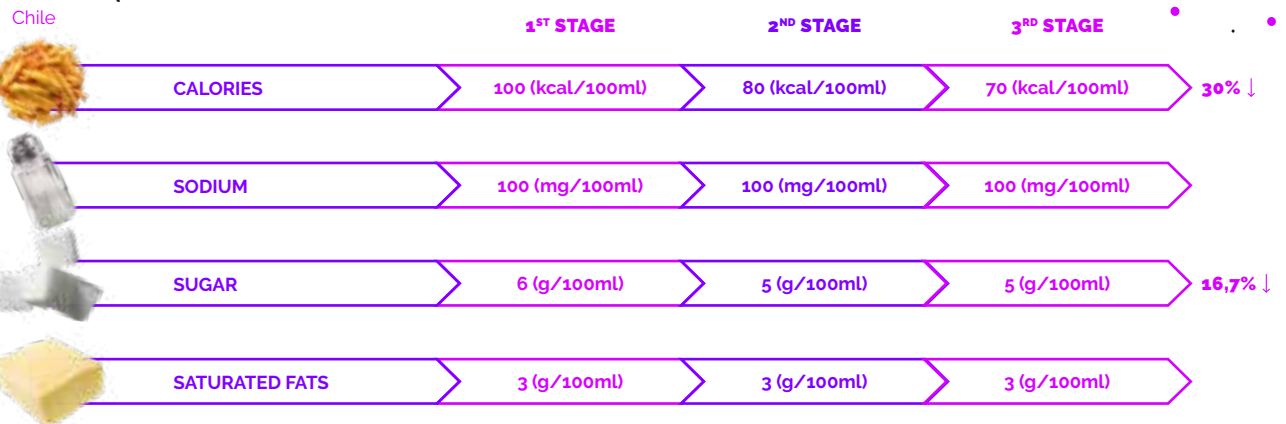 Chile
1ST STAGE 2ND STAGE 3RD STAGE
CALORIES 100 (kcal/100ml) 80 (kcal/100ml) 70 (kcal/100ml) 30% ↓
SODIUM 100 (mg/100ml) 100 (mg/100ml) 100 (mg/100ml)
SUGAR 6 (g/100ml) 5 (g/100ml) 5 (g/100ml) 16,7% ↓
SATURATED FATS 3 (g/100ml) 3 (g/100ml) 3 (g/100ml)